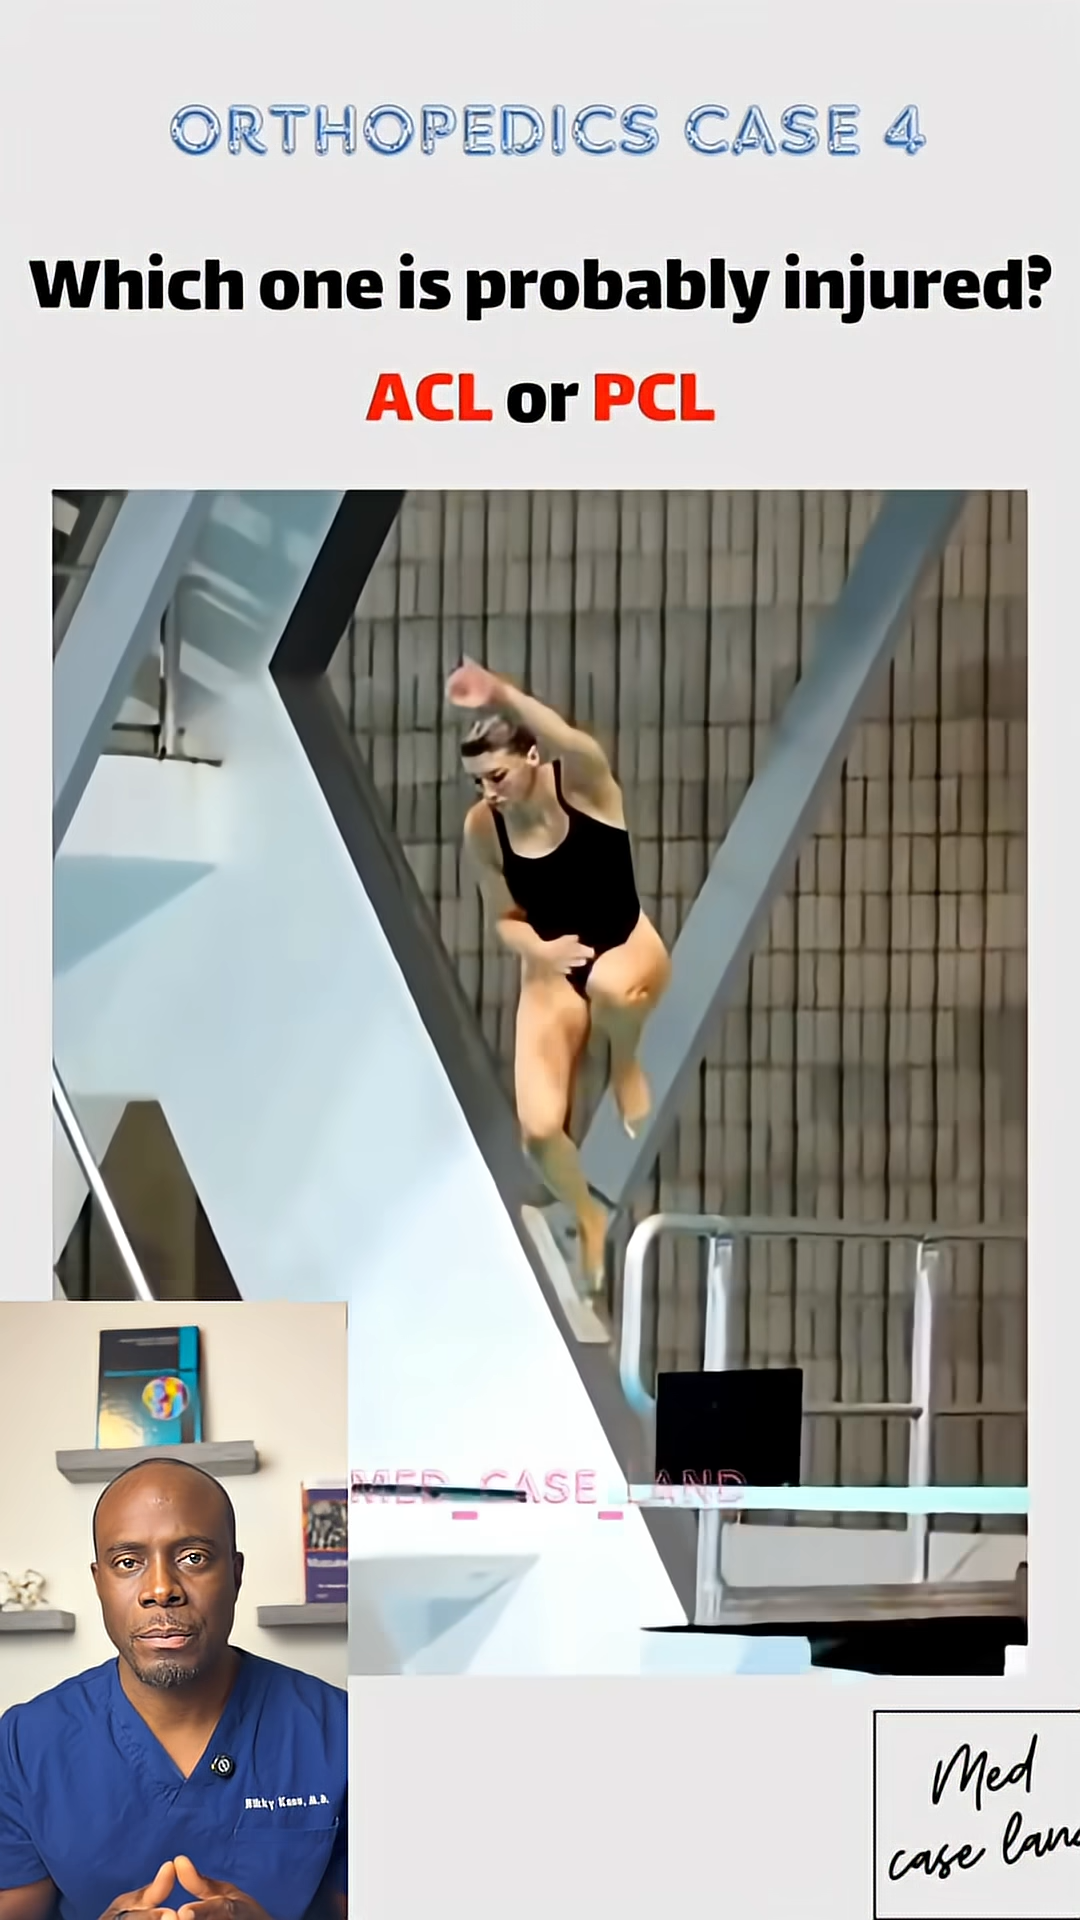 ORTHOPEDICS CASE 4
Which one is probably injured?
ACL or PCL
MED_CASE_LAND
Med
case land